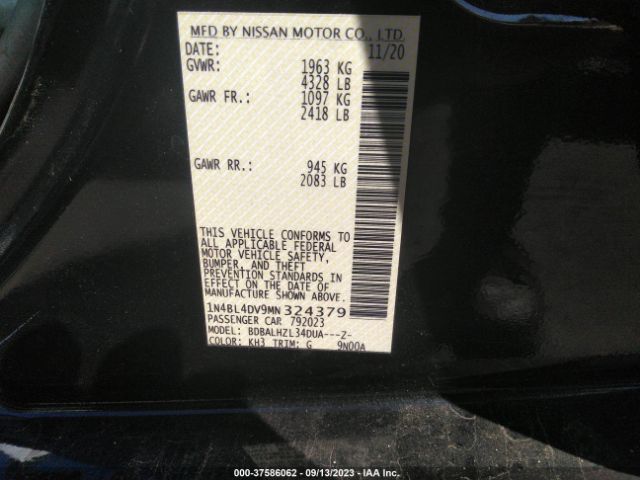 MFD BY NISSAN MOTOR CO., LTD.
DATE: 11/20
GVWR: 1963 KG
4328 LB
GAWR FR.: 1097 KG
2418 LB
GAWR RR.: 945 KG
2083 LB
THIS VEHICLE CONFORMS TO
ALL APPLICABLE FEDERAL
MOTOR VEHICLE SAFETY,
BUMPER, AND THEFT
PREVENTION STANDARDS IN
EFFECT ON THE DATE OF
MANUFACTURE SHOWN ABOVE.
1N4BL4DV9MN324379
PASSENGER CAR 792023
MODEL: BDBALHZL34DUA---Z-
COLOR: KH3 TRIM: G 9N00A
000-37586062 - 09/13/2023 - IAA Inc.